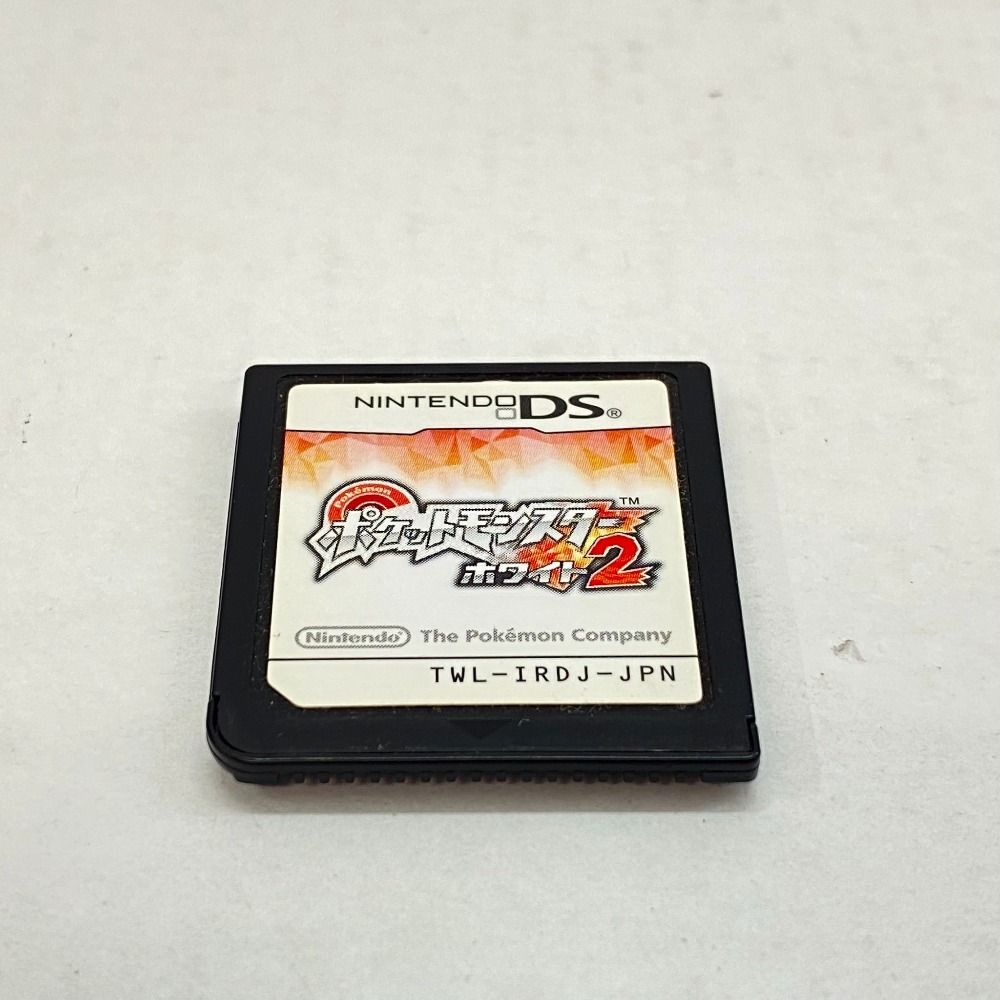 NINTENDO DS®
Pokémon
ポケットモンスター™
ホワイト2
Nintendo® The Pokémon Company
TWL-IRDJ-JPN